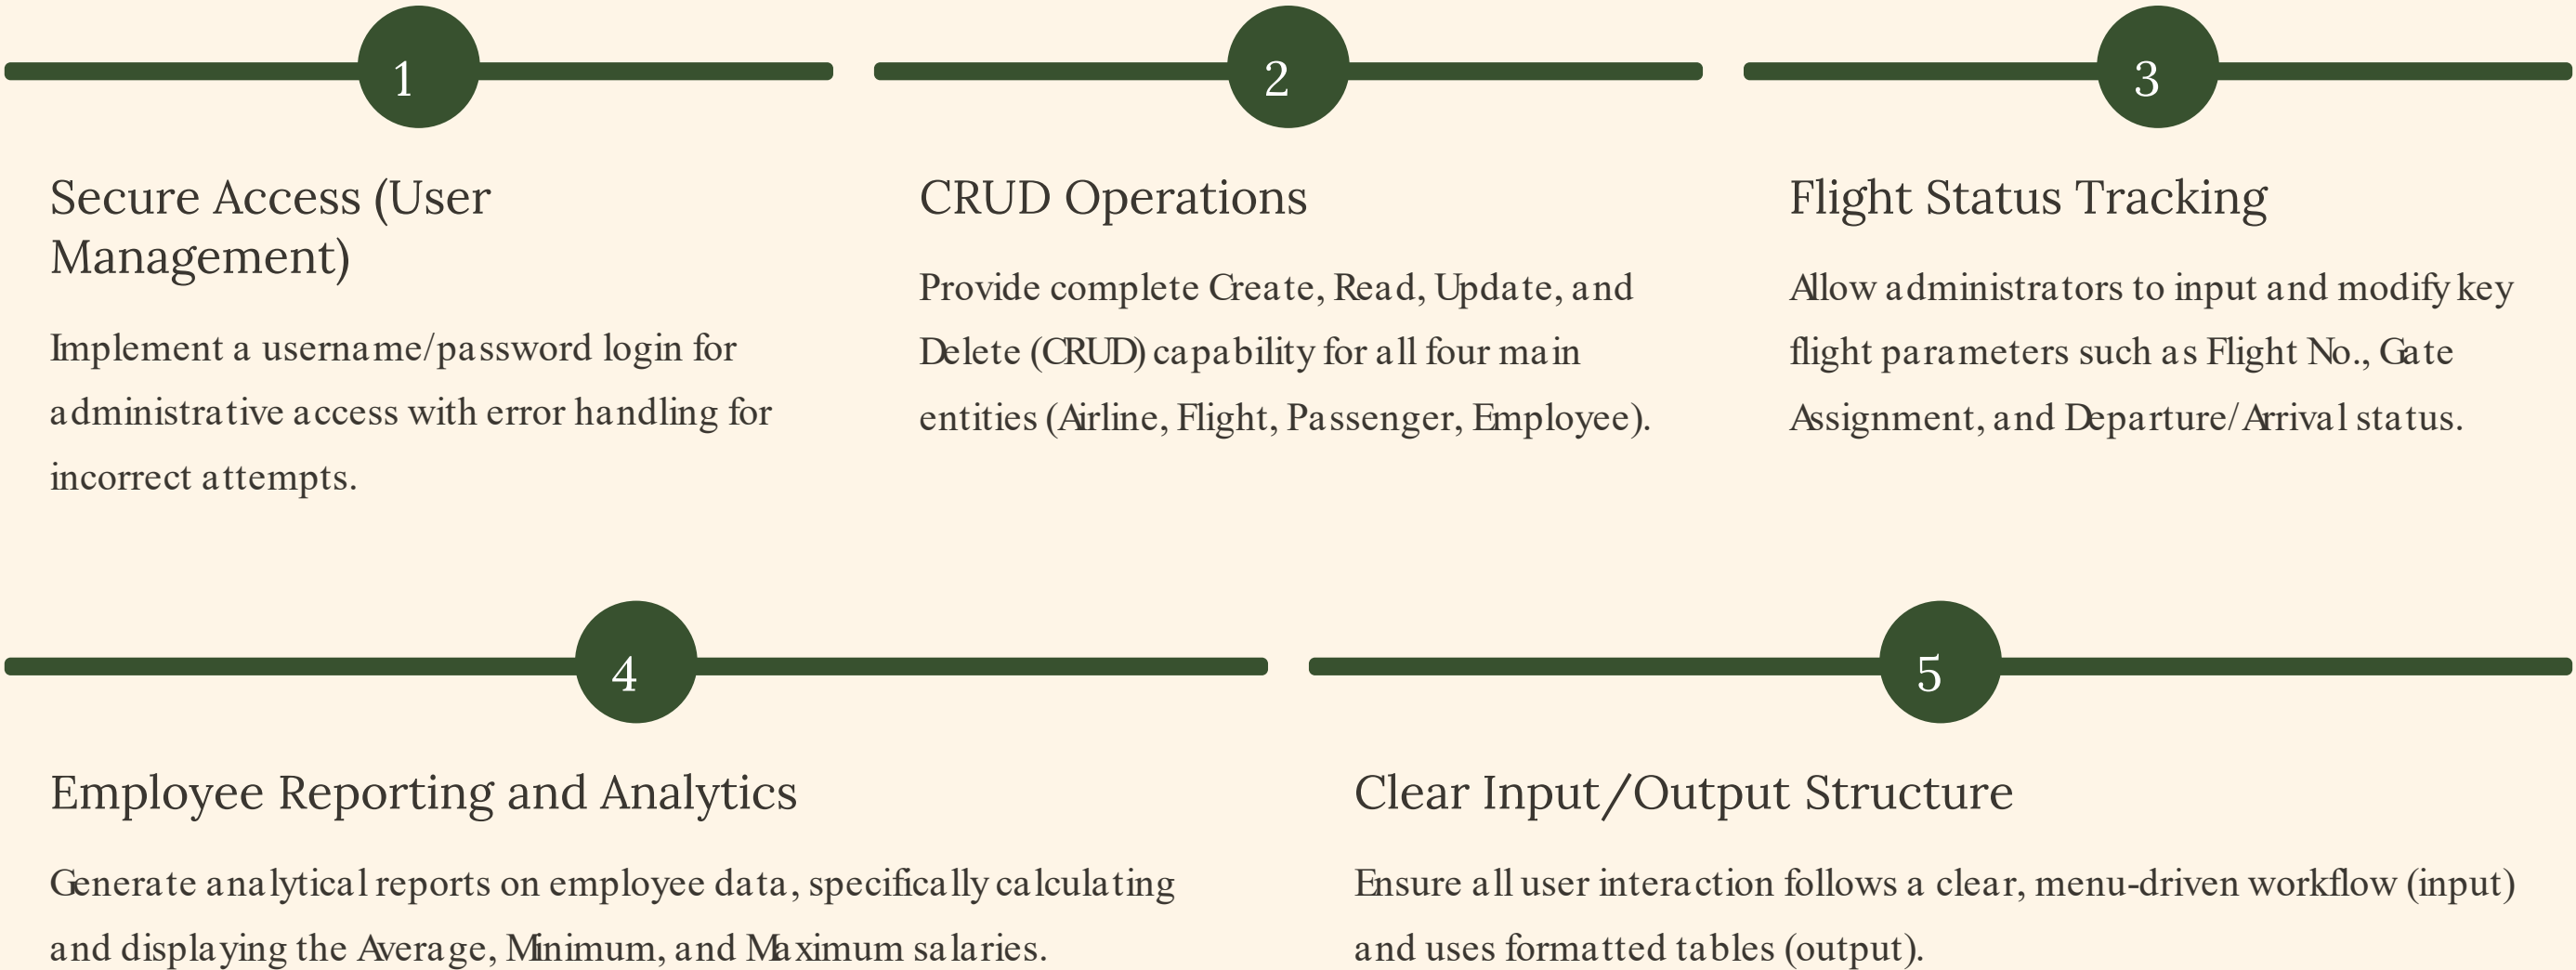 1
Secure Access (User
Management)
Implement a username/password login for
administrative access with error handling for
incorrect attempts.
2
CRUD Operations
Provide complete Create, Read, Update, and
Delete (CRUD) capability for all four main
entities (Airline, Flight, Passenger, Employee).
3
Flight Status Tracking
Allow administrators to input and modify key
flight parameters such as Flight No., Gate
Assignment, and Departure/Arrival status.
4
Employee Reporting and Analytics
Generate analytical reports on employee data, specifically calculating
and displaying the Average, Minimum, and Maximum salaries.
5
Clear Input/Output Structure
Ensure all user interaction follows a clear, menu-driven workflow (input)
and uses formatted tables (output).